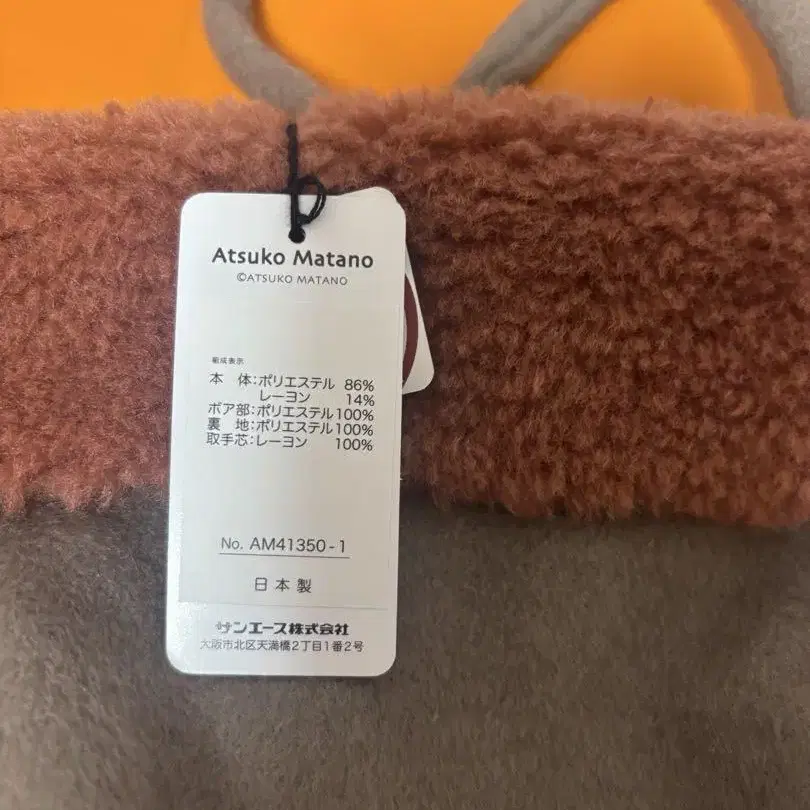 Atsuko Matano
©ATSUKO MATANO
組成表示
本　体：ポリエステル 86%
レーヨン 14%
ボア部：ポリエステル100%
裏　地：ポリエステル100%
取手芯：レーヨン 100%
No. AM41350-1
日本製
サンエース株式会社
大阪市北区天満橋2丁目1番2号